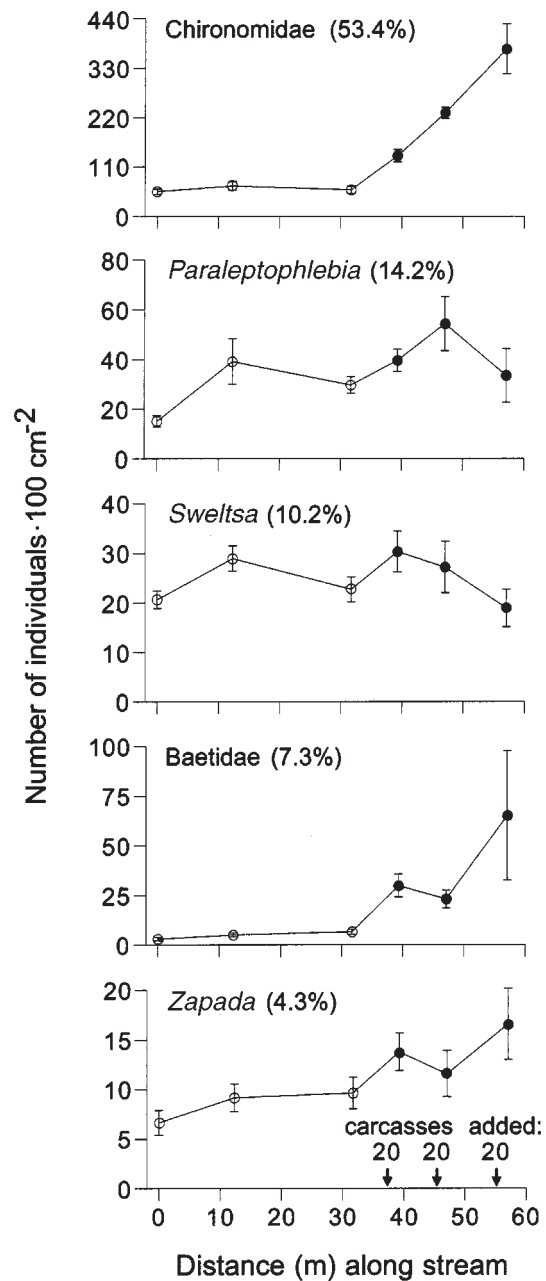 Number of individuals·100 cm-2
Chironomidae (53.4%)
440
330
220
110
0
Paraleptophlebia (14.2%)
80
60
40
20
0
Sweltsa (10.2%)
40
30
20
10
0
Baetidae (7.3%)
100
75
50
25
0
Zapada (4.3%)
20
15
10
5
0
carcasses added:
20 20 20
0 10 20 30 40 50 60
Distance (m) along stream